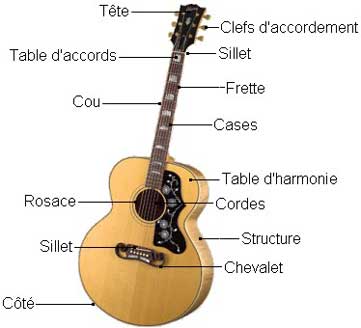 Tête
Clefs d'accordement
Table d'accords
Sillet
Frette
Cou
Cases
Table d'harmonie
Rosace
Cordes
Structure
Sillet
Chevalet
Côté